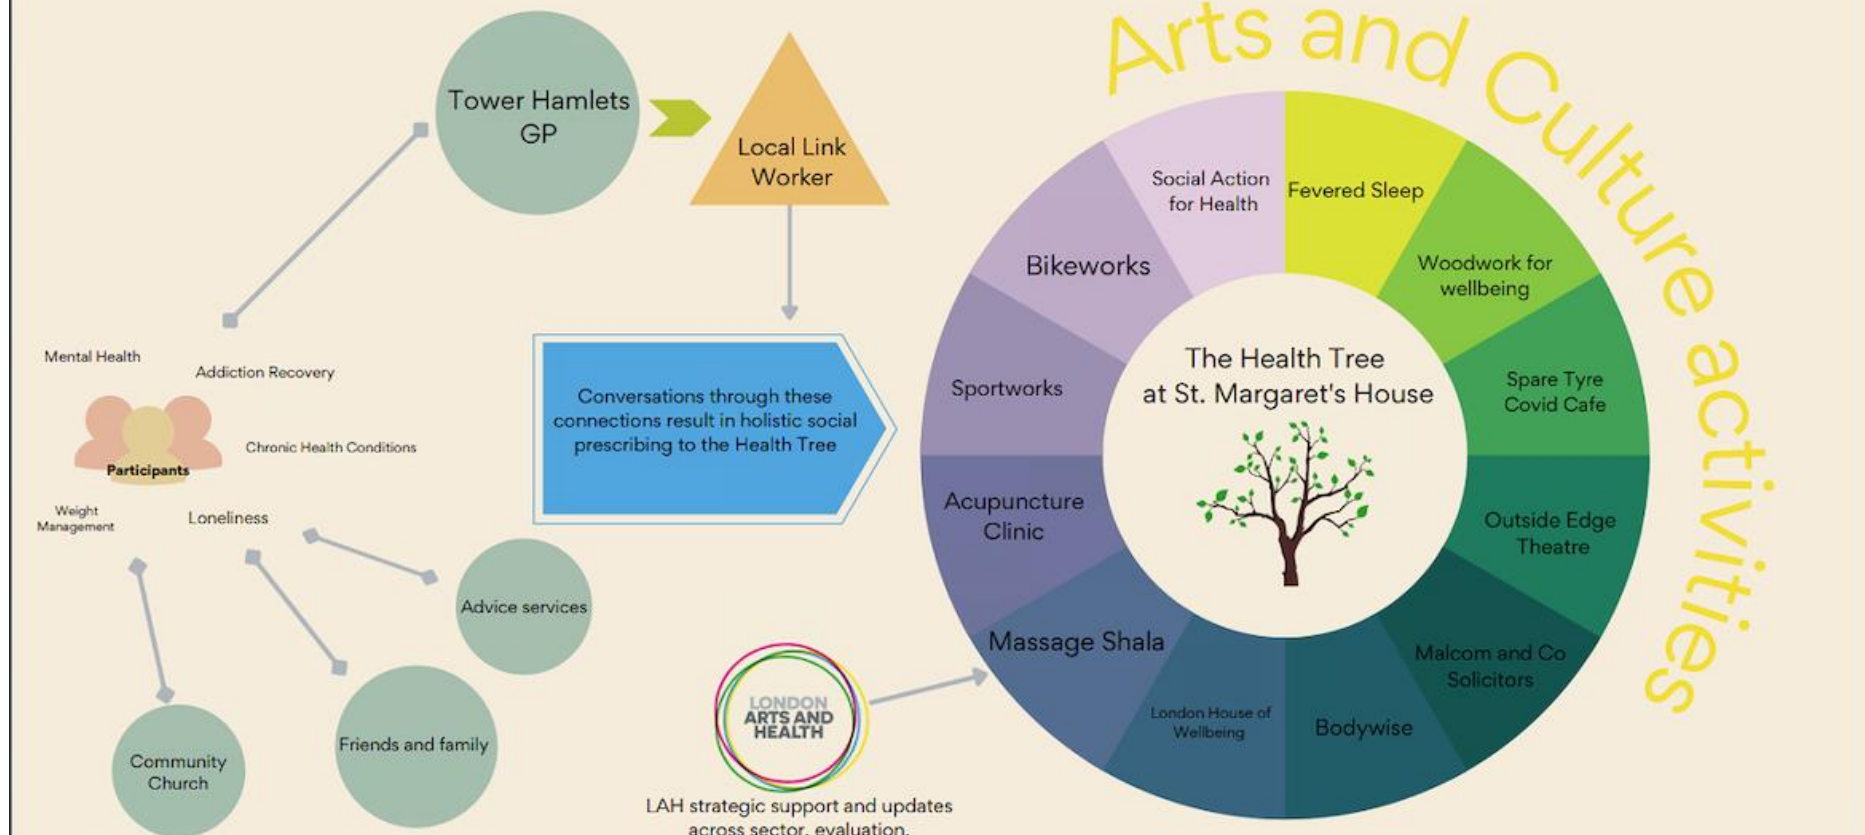 Arts and Culture activities
Tower Hamlets
GP
Local Link
Worker
Mental Health
Addiction Recovery
Chronic Health Conditions
Participants
Weight
Management
Loneliness
Advice services
Friends and family
Community
Church
Conversations through these
connections result in holistic social
prescribing to the Health Tree
LONDON
ARTS AND
HEALTH
LAH strategic support and updates
across sector, evaluation.
The Health Tree
at St. Margaret's House
Fevered Sleep
Woodwork for
wellbeing
Spare Tyre
Covid Cafe
Outside Edge
Theatre
Malcom and Co
Solicitors
Bodywise
London House of
Wellbeing
Massage Shala
Acupuncture
Clinic
Sportworks
Bikeworks
Social Action
for Health